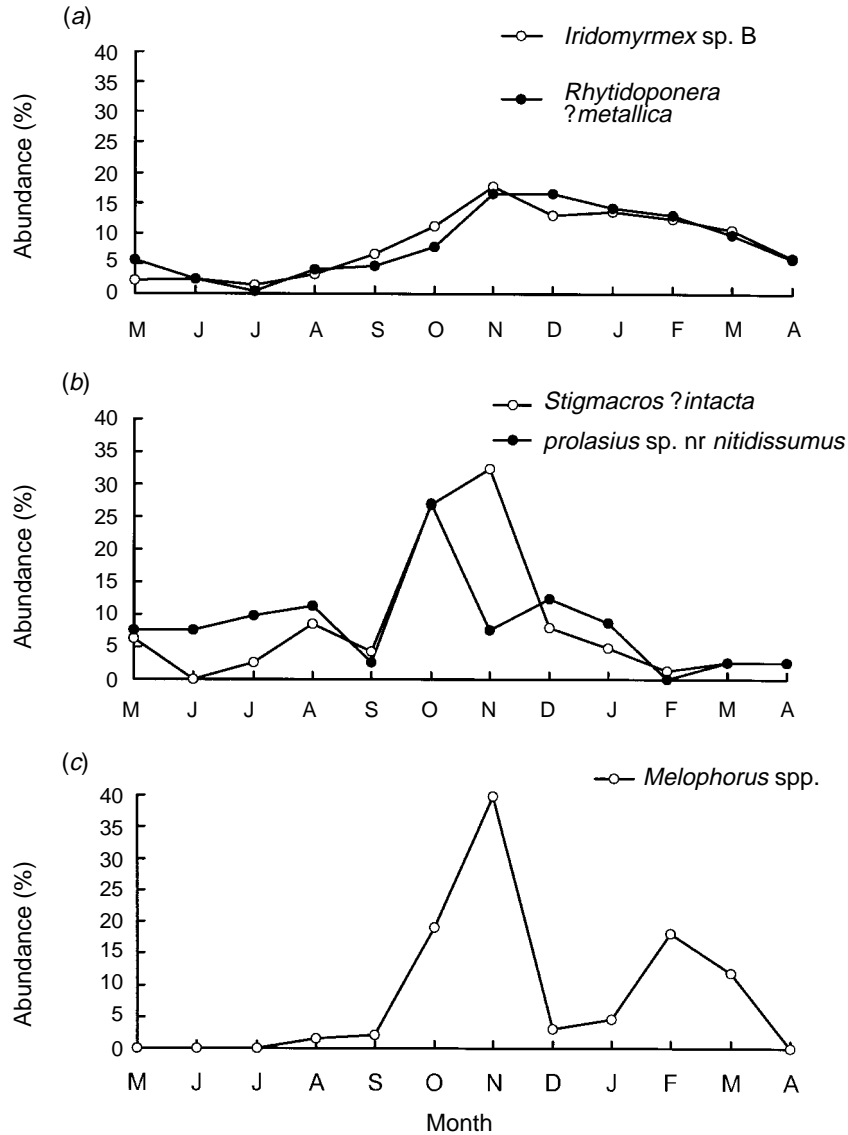 (a)
Iridomyrmex sp. B
Rhytidoponera
?metallica
Abundance (%)
40
35
30
25
20
15
10
5
0
M J J A S O N D J F M A
(b)
Stigmacros ?intacta
prolasius sp. nr nitidissumus
Abundance (%)
40
35
30
25
20
15
10
5
0
M J J A S O N D J F M A
(c)
Melophorus spp.
Abundance (%)
40
35
30
25
20
15
10
5
0
M J J A S O N D J F M A
Month